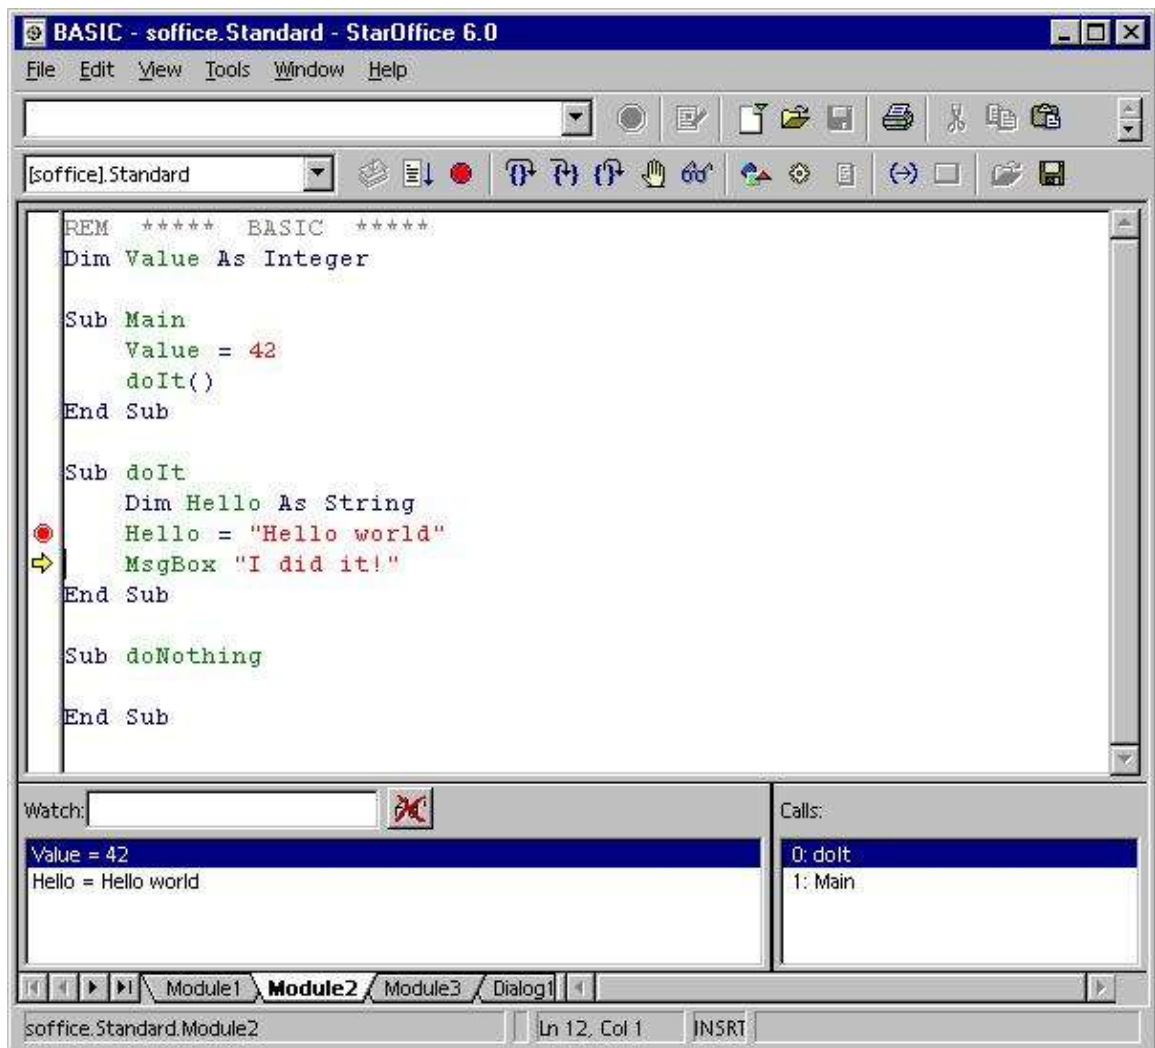 BASIC - soffice.Standard - StarOffice 6.0
File Edit View Tools Window Help
[soffice].Standard
REM ***** BASIC *****
Dim Value As Integer
Sub Main
Value = 42
doIt()
End Sub
Sub doIt
Dim Hello As String
Hello = "Hello world"
MsgBox "I did it!"
End Sub
Sub doNothing
End Sub
Watch:
Calls:
Value = 42
0: doIt
Hello = Hello world
1: Main
Module1 Module2 Module3 Dialog1
soffice.Standard.Module2 Ln 12, Col 1 INSRT